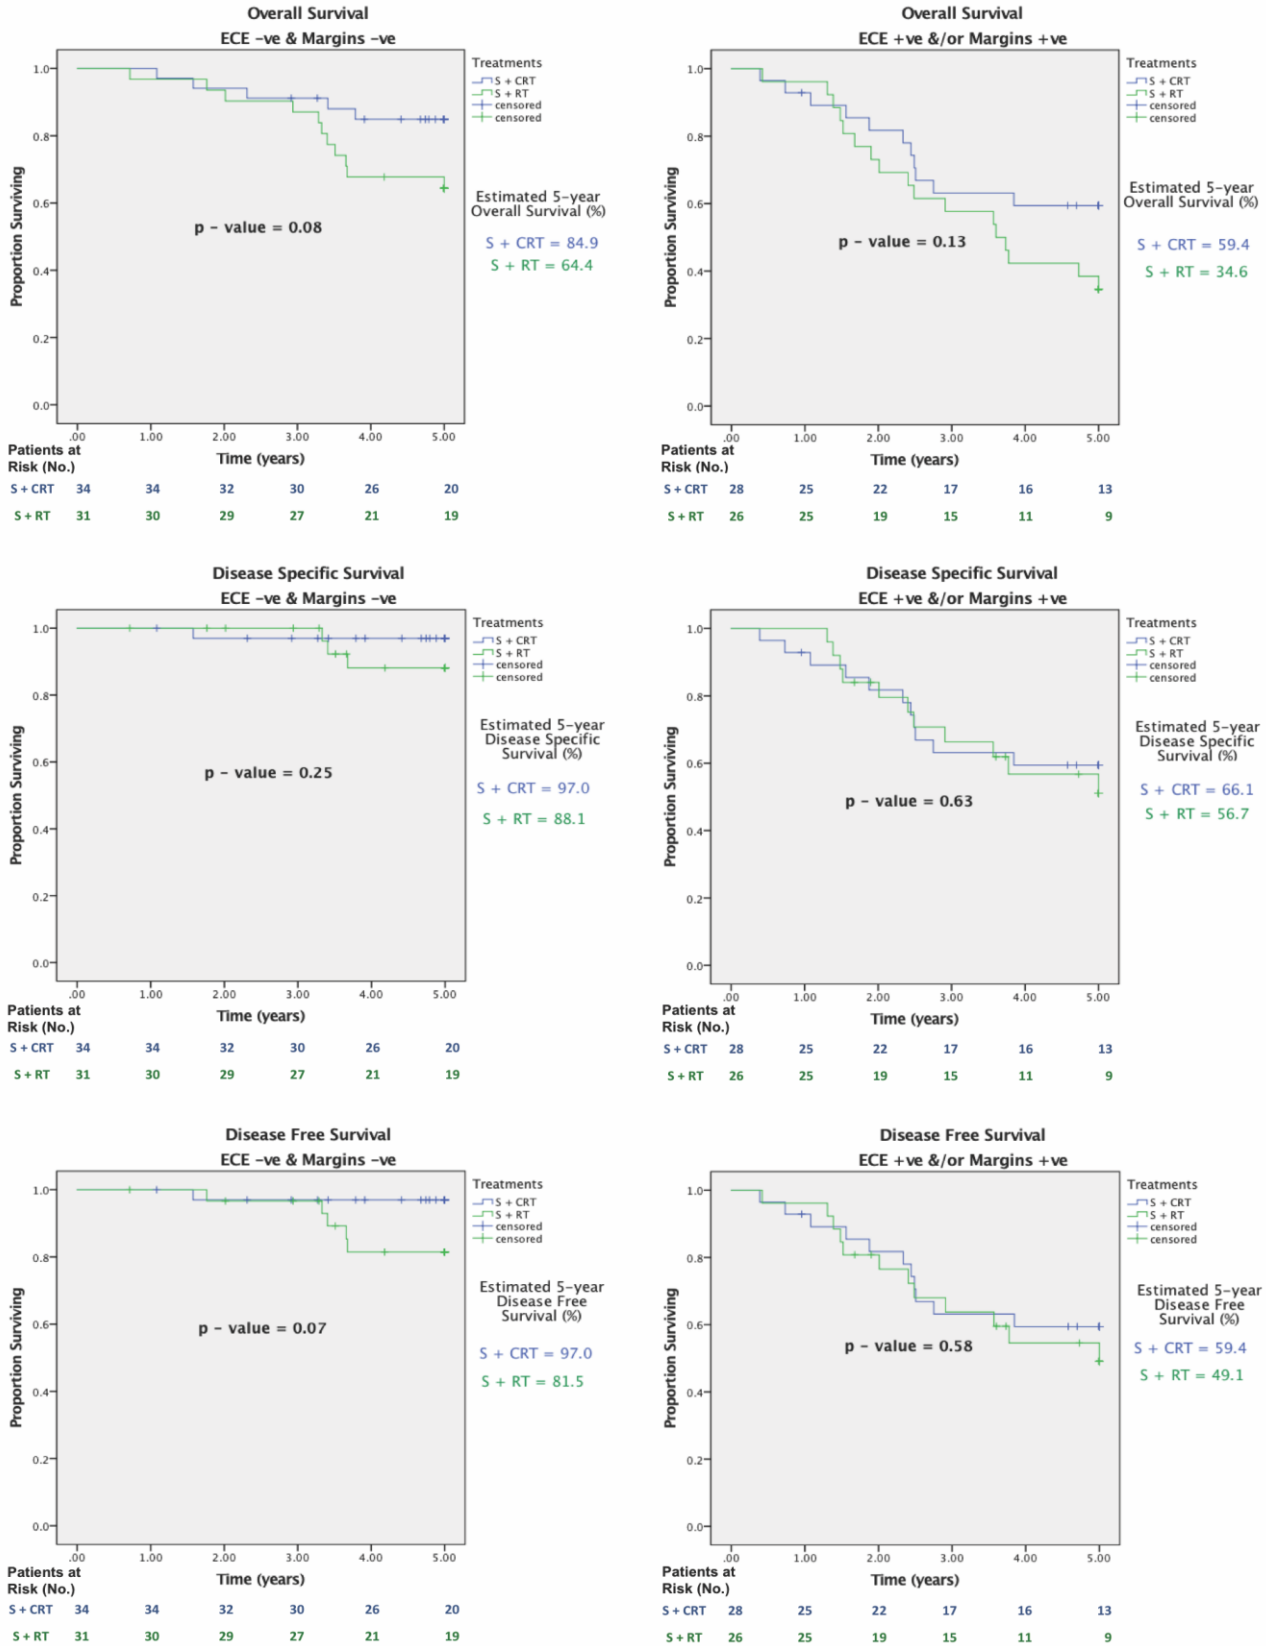 Overall Survival
ECE –ve & Margins –ve
Treatments
S + CRT
S + RT
censored
censored
1.0
0.8
0.6
0.4
0.2
0.0
Proportion Surviving
p – value = 0.08
Estimated 5-year
Overall Survival (%)
S + CRT = 84.9
S + RT = 64.4
.00 1.00 2.00 3.00 4.00 5.00
Time (years)
Patients at
Risk (No.)
S + CRT 34 34 32 30 26 20
S + RT 31 30 29 27 21 19
Overall Survival
ECE +ve &/or Margins +ve
Treatments
S + CRT
S + RT
censored
censored
1.0
0.8
0.6
0.4
0.2
0.0
Proportion Surviving
p – value = 0.13
Estimated 5-year
Overall Survival (%)
S + CRT = 59.4
S + RT = 34.6
.00 1.00 2.00 3.00 4.00 5.00
Time (years)
Patients at
Risk (No.)
S + CRT 28 25 22 17 16 13
S + RT 26 25 19 15 11 9
Disease Specific Survival
ECE –ve & Margins –ve
Treatments
S + CRT
S + RT
censored
censored
1.0
0.8
0.6
0.4
0.2
0.0
Proportion Surviving
p – value = 0.25
Estimated 5-year
Disease Specific
Survival (%)
S + CRT = 97.0
S + RT = 88.1
.00 1.00 2.00 3.00 4.00 5.00
Time (years)
Patients at
Risk (No.)
S + CRT 34 34 32 30 26 20
S + RT 31 30 29 27 21 19
Disease Specific Survival
ECE +ve &/or Margins +ve
Treatments
S + CRT
S + RT
censored
censored
1.0
0.8
0.6
0.4
0.2
0.0
Proportion Surviving
p – value = 0.63
Estimated 5-year
Disease Specific
Survival (%)
S + CRT = 66.1
S + RT = 56.7
.00 1.00 2.00 3.00 4.00 5.00
Time (years)
Patients at
Risk (No.)
S + CRT 28 25 22 17 16 13
S + RT 26 25 19 15 11 9
Disease Free Survival
ECE –ve & Margins –ve
Treatments
S + CRT
S + RT
censored
censored
1.0
0.8
0.6
0.4
0.2
0.0
Proportion Surviving
p – value = 0.07
Estimated 5-year
Disease Free
Survival (%)
S + CRT = 97.0
S + RT = 81.5
.00 1.00 2.00 3.00 4.00 5.00
Time (years)
Patients at
Risk (No.)
S + CRT 34 34 32 30 26 20
S + RT 31 30 29 27 21 19
Disease Free Survival
ECE +ve &/or Margins +ve
Treatments
S + CRT
S + RT
censored
censored
1.0
0.8
0.6
0.4
0.2
0.0
Proportion Surviving
p – value = 0.58
Estimated 5-year
Disease Free
Survival (%)
S + CRT = 59.4
S + RT = 49.1
.00 1.00 2.00 3.00 4.00 5.00
Time (years)
Patients at
Risk (No.)
S + CRT 28 25 22 17 16 13
S + RT 26 25 19 15 11 9